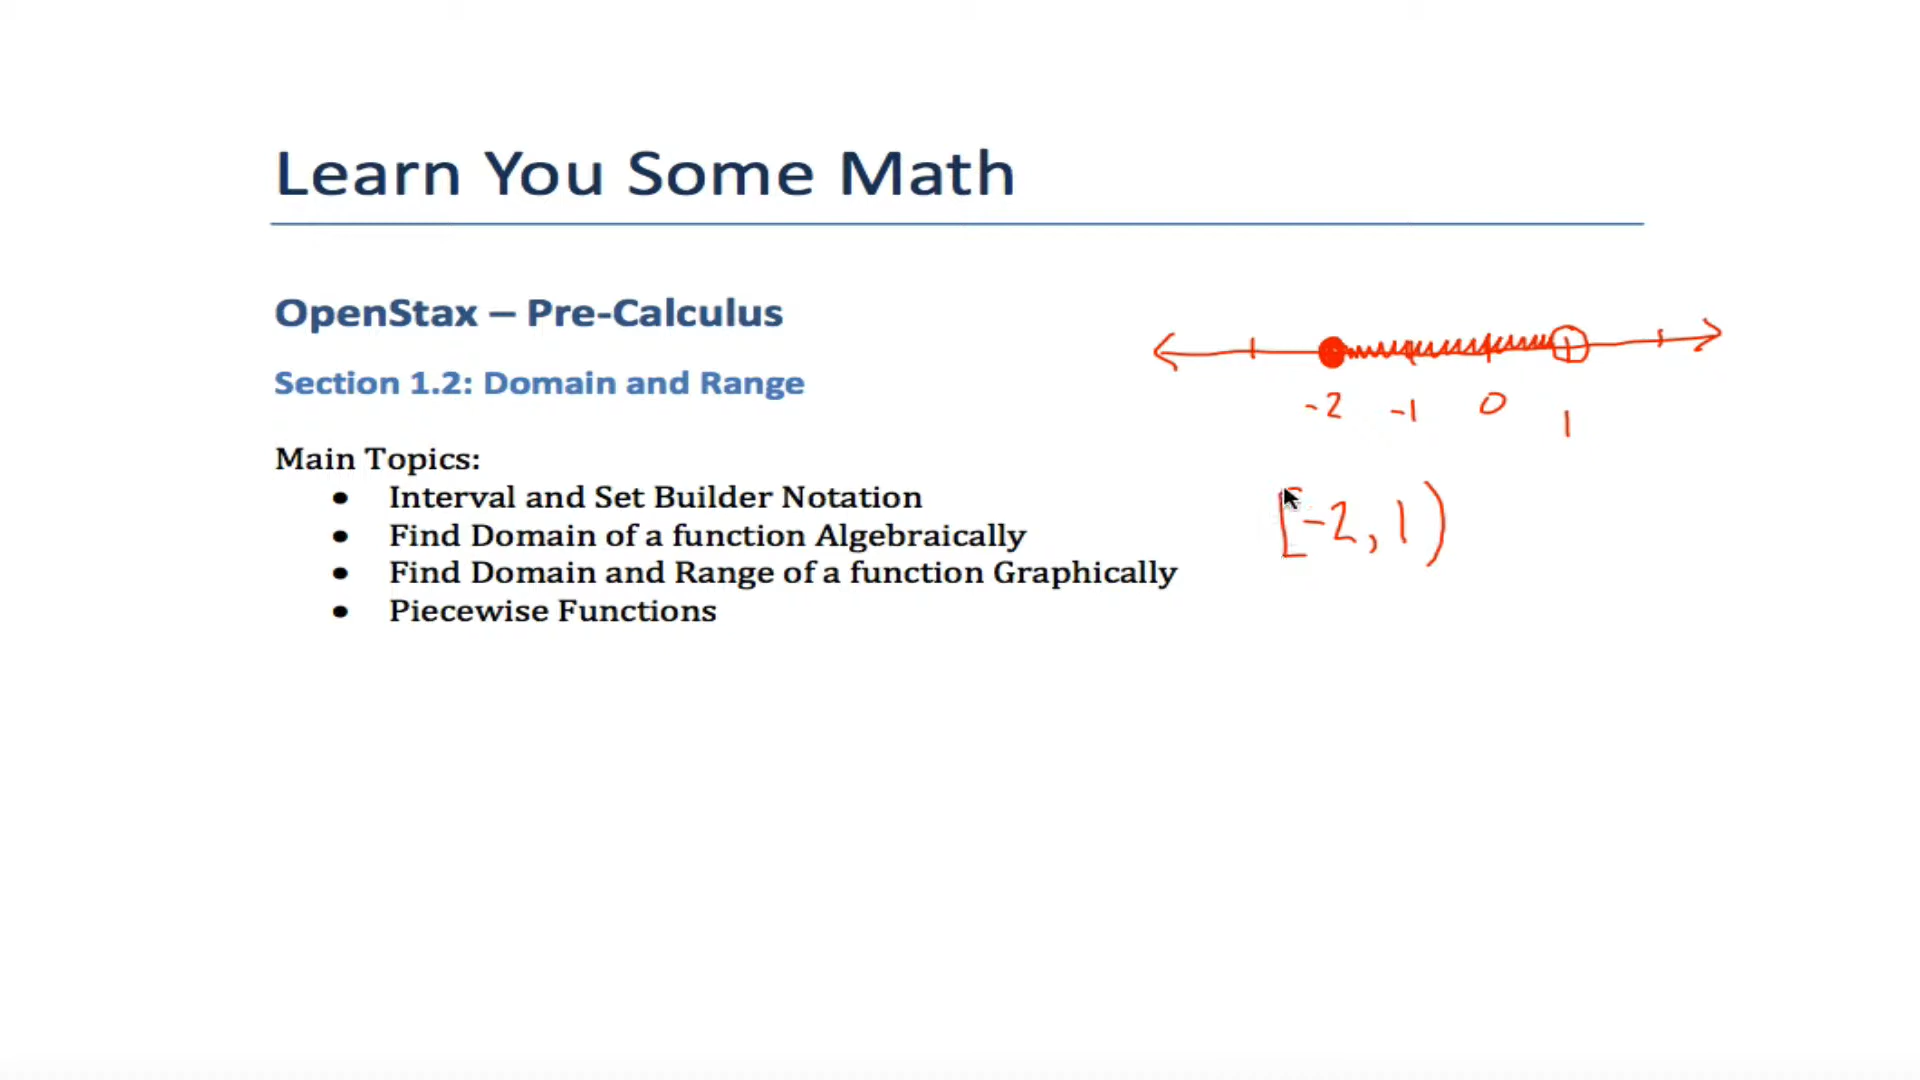 Learn You Some Math
OpenStax – Pre-Calculus
Section 1.2: Domain and Range
-2 -1 0 1
Main Topics:
• Interval and Set Builder Notation
• Find Domain of a function Algebraically
• Find Domain and Range of a function Graphically
• Piecewise Functions
[-2, 1)